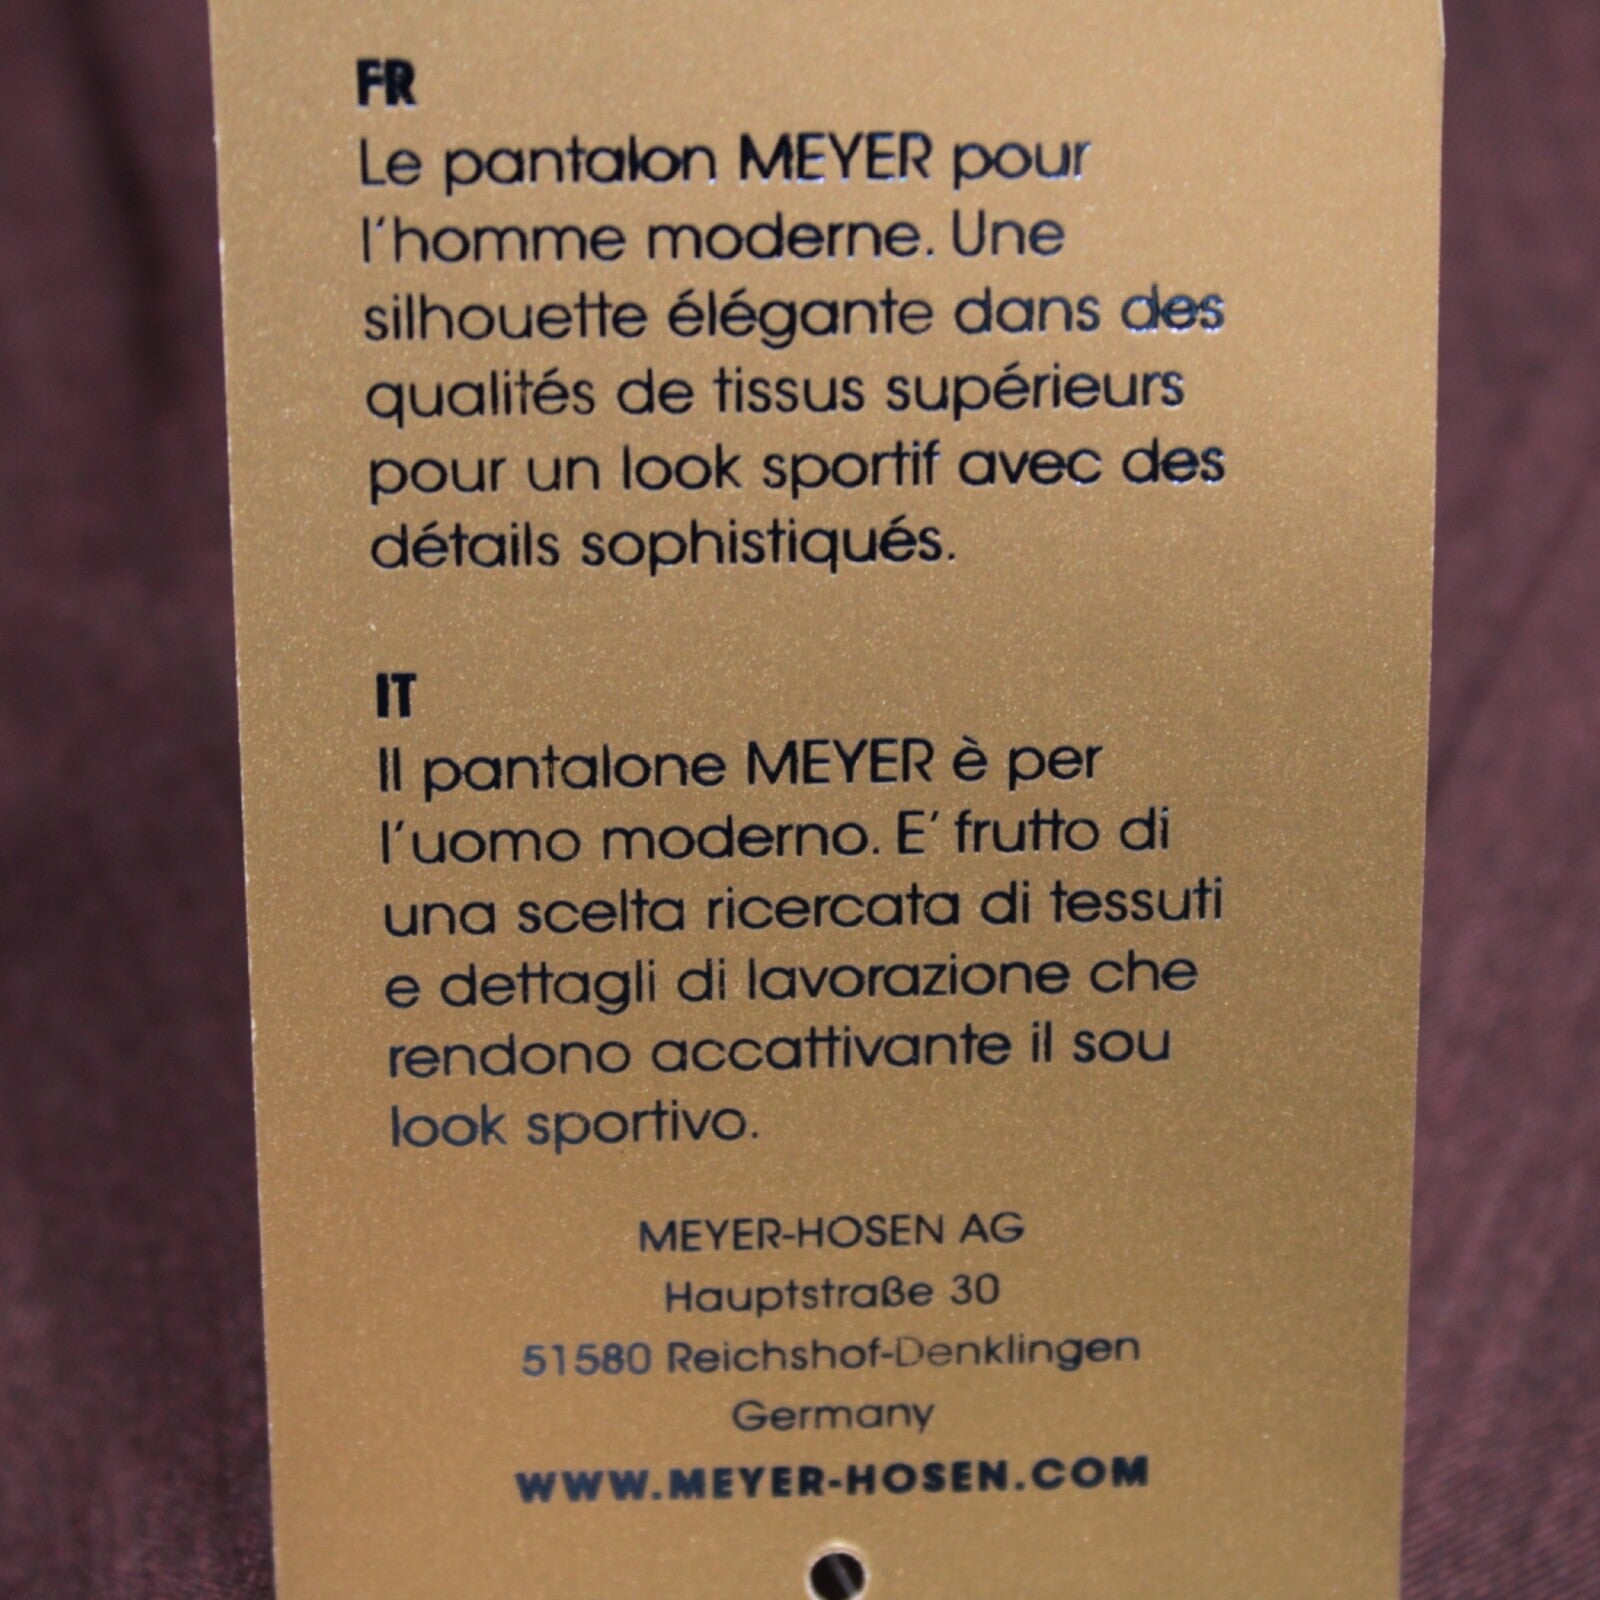 FR
Le pantalon MEYER pour
l'homme moderne. Une
silhouette élégante dans des
qualités de tissus supérieurs
pour un look sportif avec des
détails sophistiqués.
IT
Il pantalone MEYER è per
l'uomo moderno. E' frutto di
una scelta ricercata di tessuti
e dettagli di lavorazione che
rendono accattivante il sou
look sportivo.
MEYER-HOSEN AG
Hauptstraße 30
51580 Reichshof-Denklingen
Germany
WWW.MEYER-HOSEN.COM